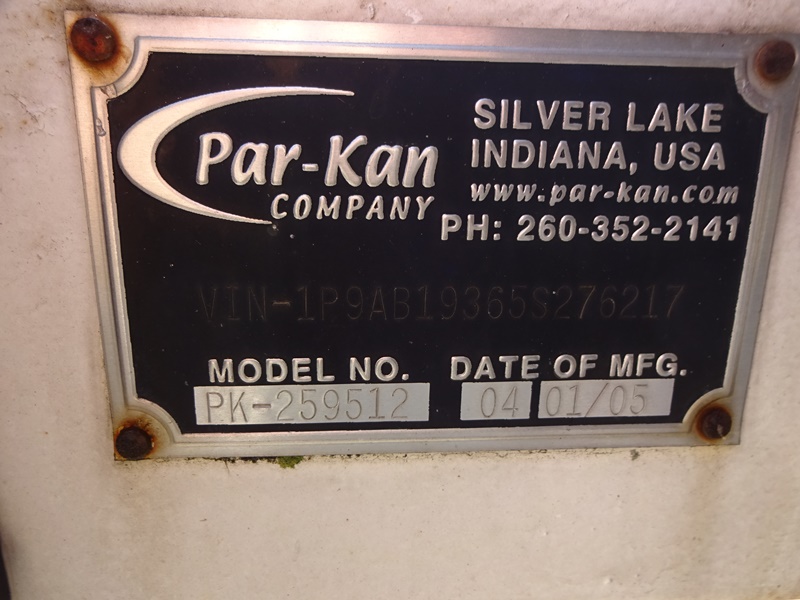 Par-Kan
COMPANY
SILVER LAKE
INDIANA, USA
www.par-kan.com
PH: 260-352-2141
VIN-1P9AB19365S276217
MODEL NO.
PK-259512
DATE OF MFG.
04 01/05